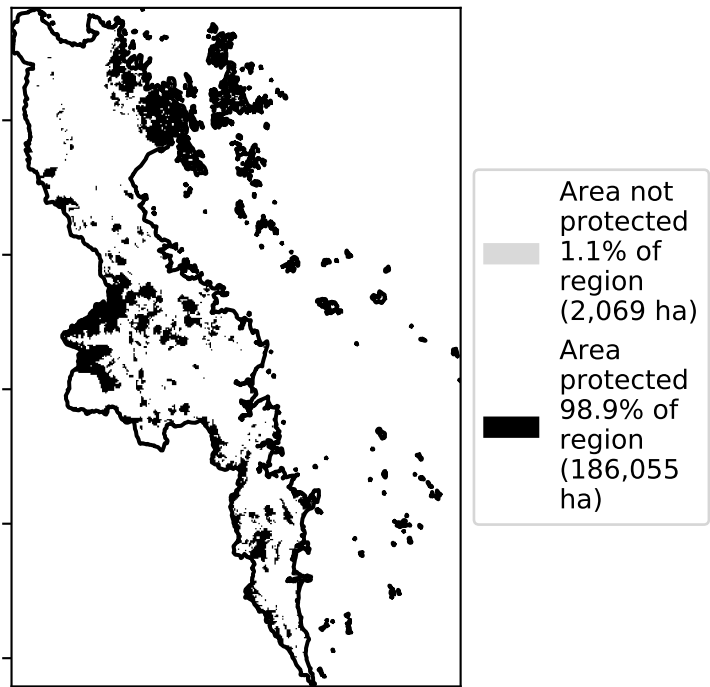 Area not
protected
1.1% of
region
(2,069 ha)
Area
protected
98.9% of
region
(186,055
ha)